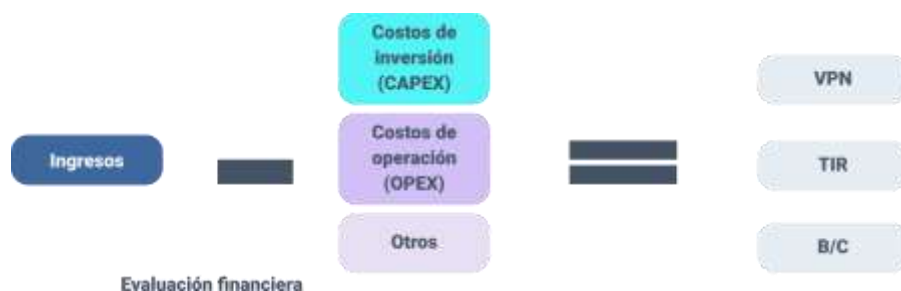 Costos de
inversión
(CAPEX)
VPN
Ingresos
Costos de
operación
(OPEX)
TIR
Otros
B/C
Evaluación financiera